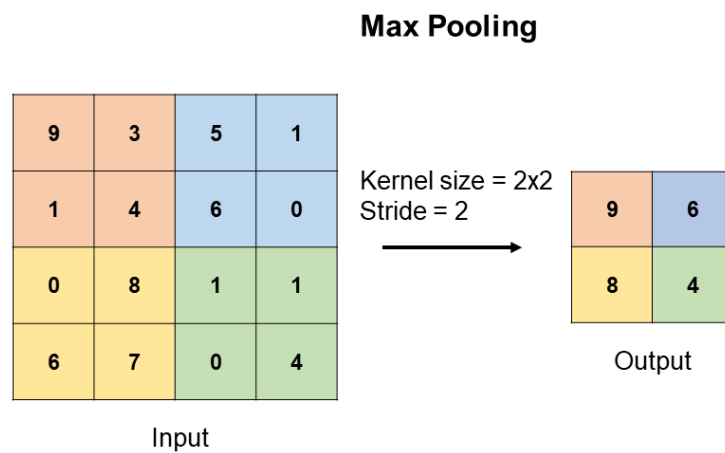 Max Pooling
9 3 5 1
1 4 6 0
0 8 1 1
6 7 0 4
Input
Kernel size = 2x2
Stride = 2
9 6
8 4
Output